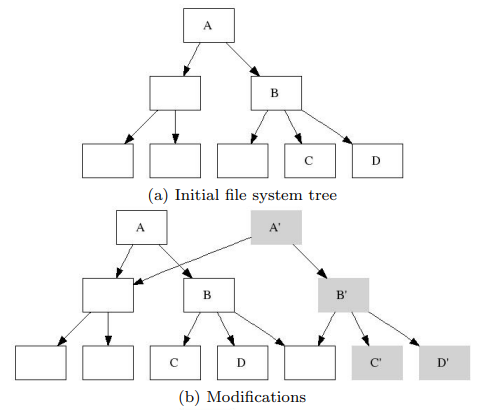 A
B
C D
(a) Initial file system tree
A A'
B B'
C D C' D'
(b) Modifications